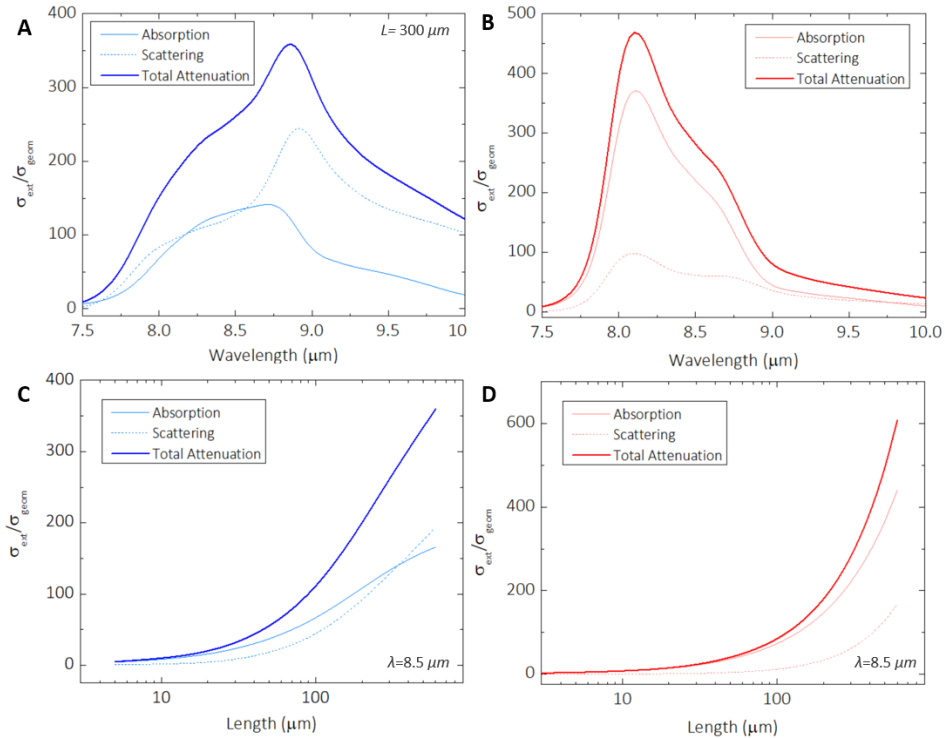 A
L= 300 μm
Absorption
Scattering
Total Attenuation
400
300
200
100
0
σext/σgeom
7.5 8.0 8.5 9.0 9.5 10.0
Wavelength (μm)
B
Absorption
Scattering
Total Attenuation
500
400
300
200
100
0
σext/σgeom
7.5 8.0 8.5 9.0 9.5 10.0
Wavelength (μm)
C
Absorption
Scattering
Total Attenuation
400
300
200
100
0
σext/σgeom
λ=8.5 μm
10 100
Length (μm)
D
Absorption
Scattering
Total Attenuation
600
400
200
0
σext/σgeom
λ=8.5 μm
10 100
Length (μm)